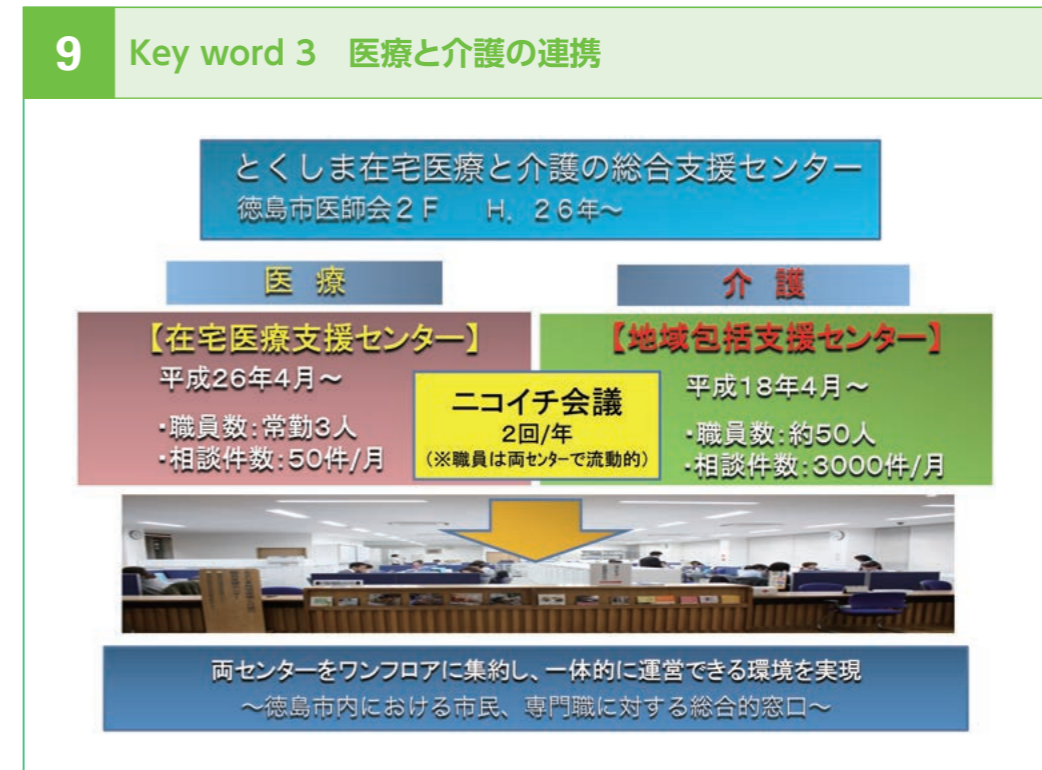 9
Key word 3 医療と介護の連携
とくしま在宅医療と介護の総合支援センター
徳島市医師会2F H. 26年~
医 療
【在宅医療支援センター】
平成26年4月~
・職員数:常勤3人
・相談件数:50件/月
介 護
【地域包括支援センター】
平成18年4月~
・職員数:約50人
・相談件数:3000件/月
ニコイチ会議
2回/年
(※職員は両センターで流動的)
両センターをワンフロアに集約し、一体的に運営できる環境を実現
~徳島市内における市民、専門職に対する総合的窓口~